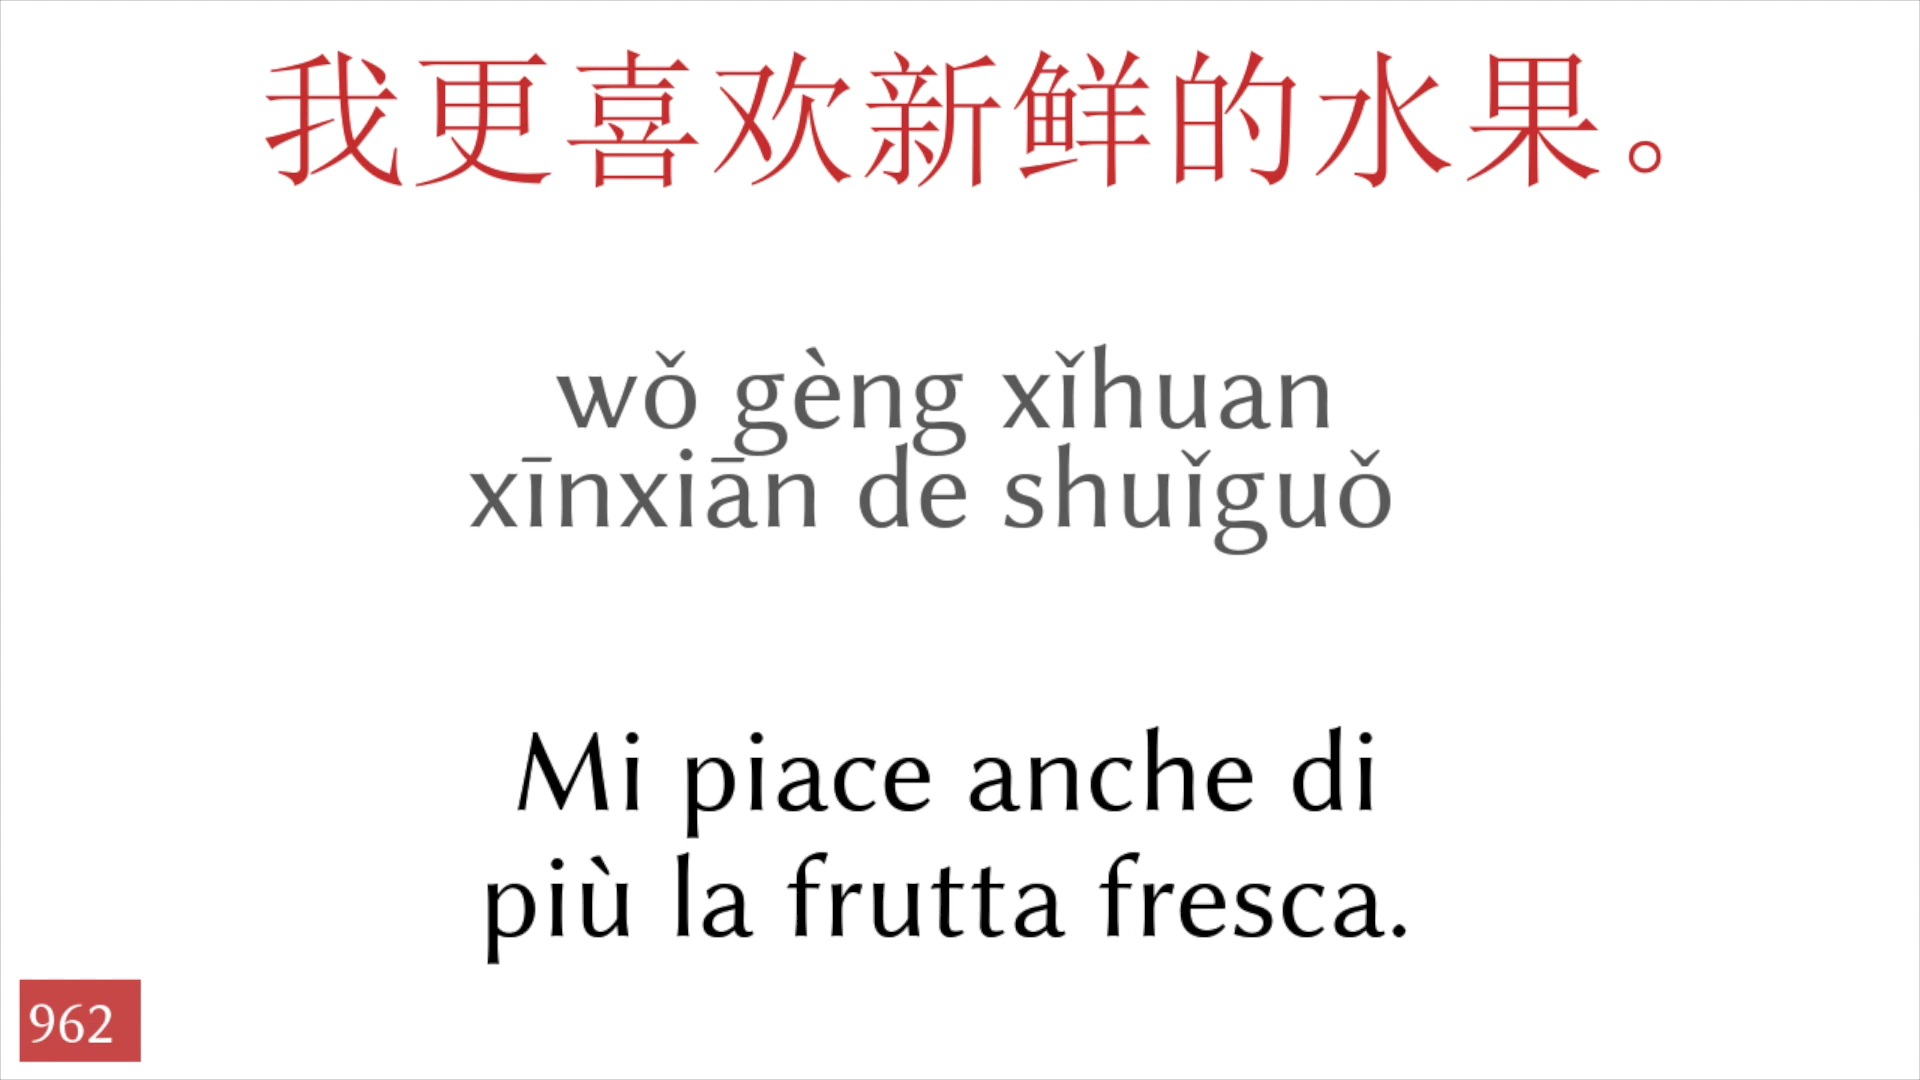 我更喜欢新鲜的水果。
wǒ gèng xǐhuan
xīnxiān de shuǐguǒ
Mi piace anche di
più la frutta fresca.
962